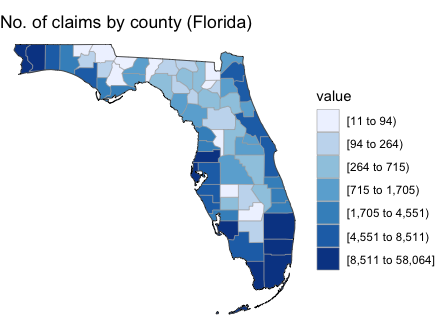 No. of claims by county (Florida)
value
[11 to 94)
[94 to 264)
[264 to 715)
[715 to 1,705)
[1,705 to 4,551)
[4,551 to 8,511)
[8,511 to 58,064]